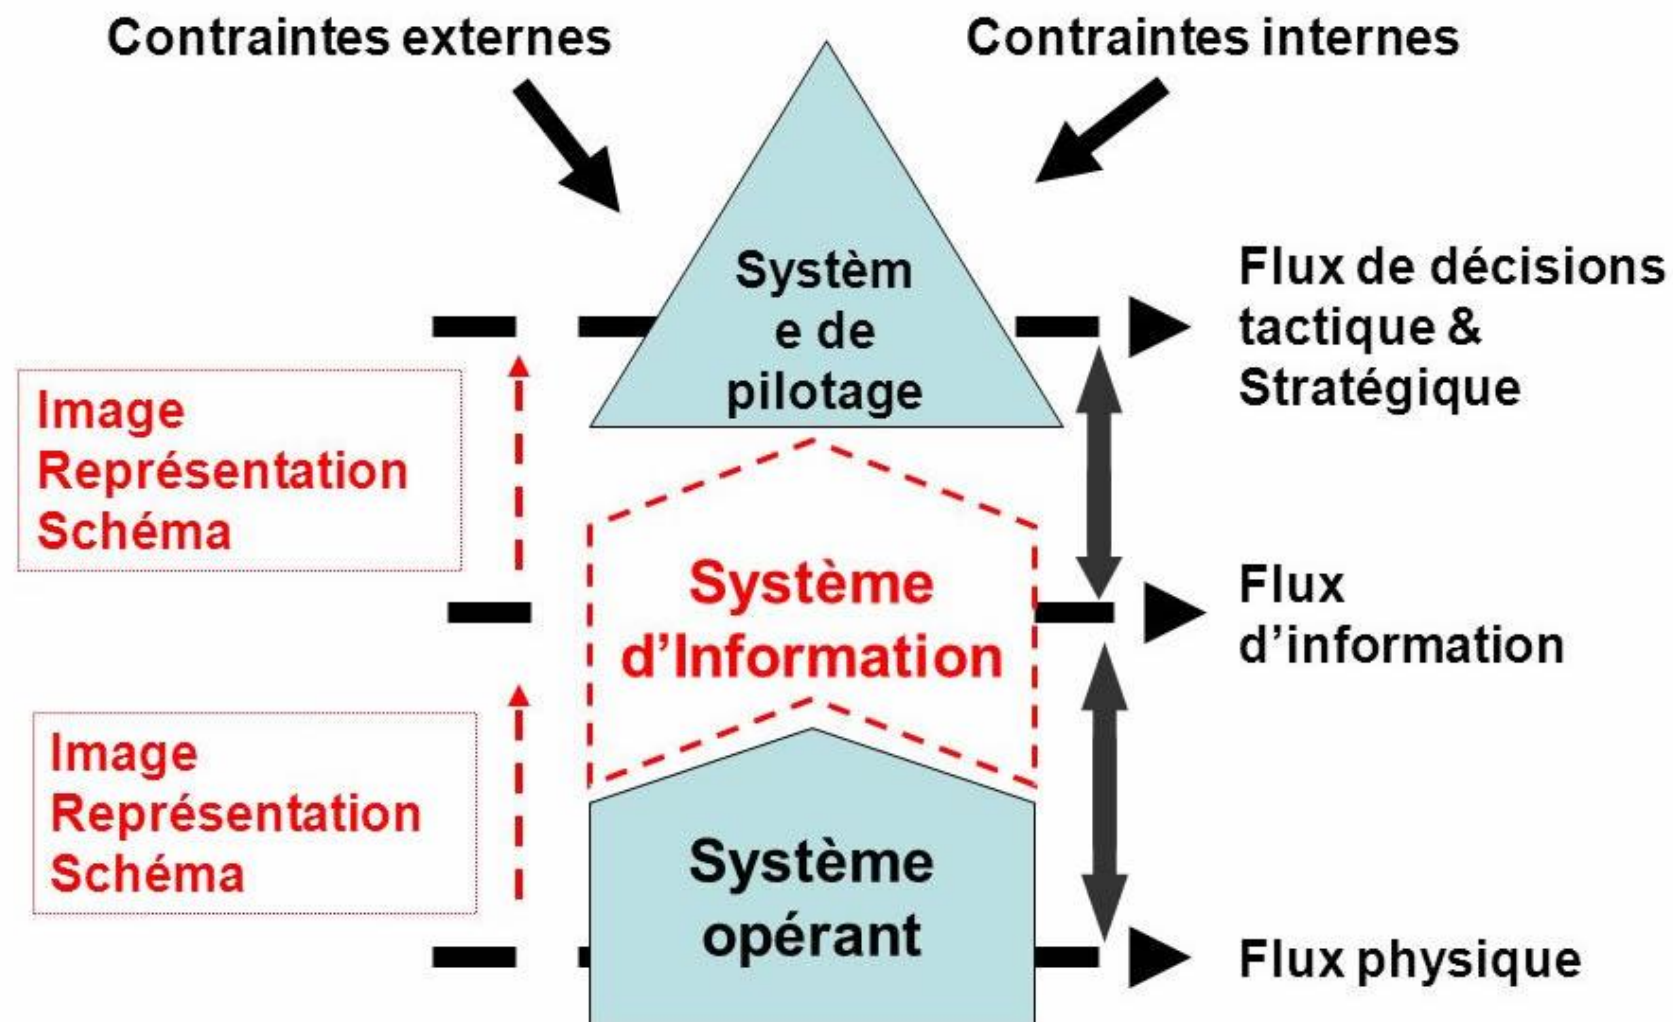 Contraintes externes
Contraintes internes
Systèm
e de
pilotage
Flux de décisions
tactique &
Stratégique
Image
Représentation
Schéma
Système
d’Information
Flux
d’information
Image
Représentation
Schéma
Système
opérant
Flux physique